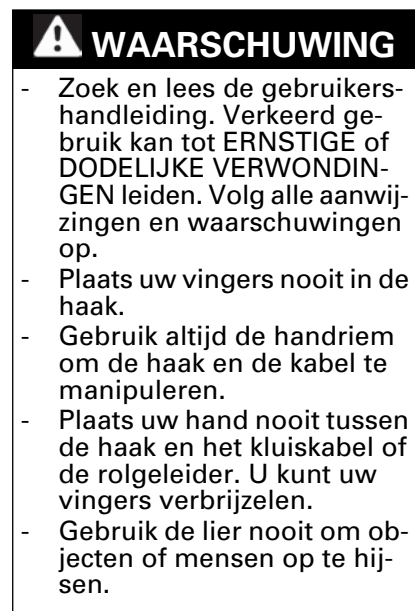 WAARSCHUWING
- Zoek en lees de gebruikers-
handleiding. Verkeerd ge-
bruik kan tot ERNSTIGE of
DODELIJKE VERWONDIN-
GEN leiden. Volg alle aanwij-
zingen en waarschuwingen
op.
- Plaats uw vingers nooit in de
haak.
- Gebruik altijd de handriem
om de haak en de kabel te
manipuleren.
- Plaats uw hand nooit tussen
de haak en het kluiskabel of
de rolgeleider. U kunt uw
vingers verbrijzelen.
- Gebruik de lier nooit om ob-
jecten of mensen op te hij-
sen.